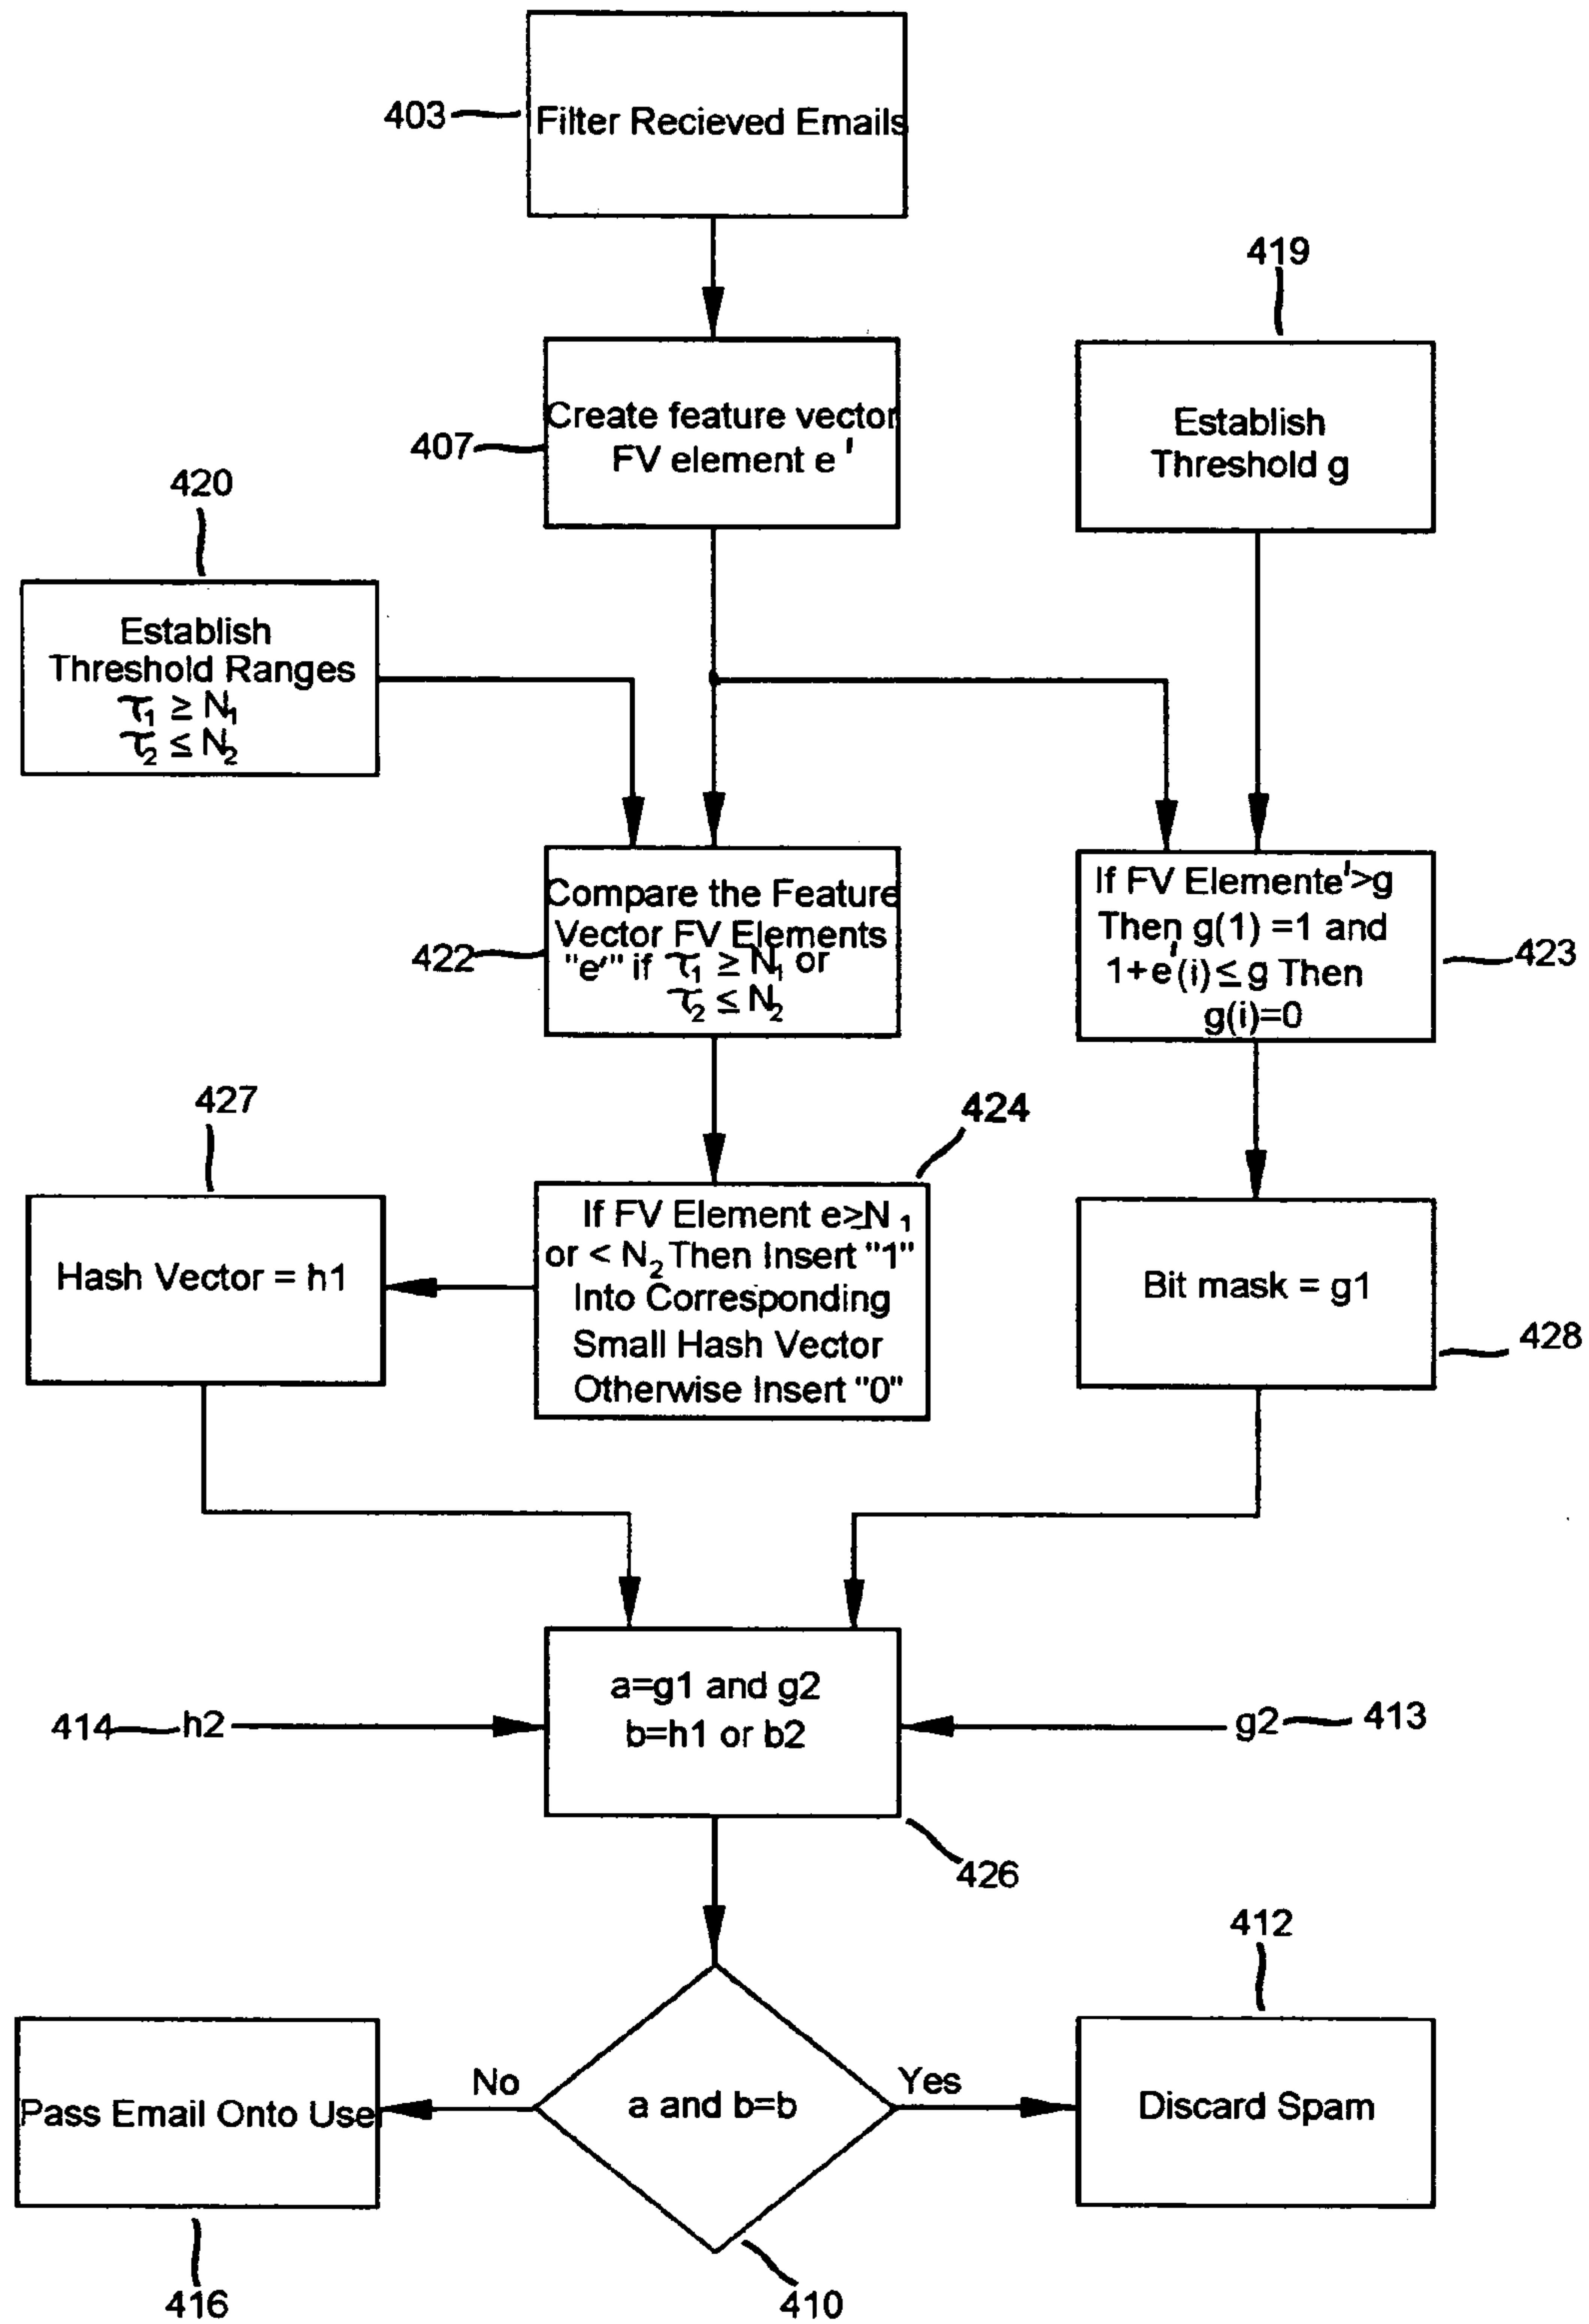 403
Filter Recieved Emails
419
Create feature vector
FV element e'
407
Establish
Threshold g
420
Establish
Threshold Ranges
τ1 ≥ N1
τ2 ≤ N2
Compare the Feature
Vector FV Elements
"e'" if τ1 ≥ N1 or
τ2 ≤ N2
422
If FV Elemente'>g
Then g(1) =1 and
1+e'(i) ≤ g Then
g(i)=0
423
427
424
Hash Vector = h1
If FV Element e≥N1
or < N2 Then Insert "1"
Into Corresponding
Small Hash Vector
Otherwise Insert "0"
Bit mask = g1
428
a=g1 and g2
b=h1 or b2
414
h2
g2
413
426
412
No
Yes
Pass Email Onto Use
a and b=b
Discard Spam
416
410